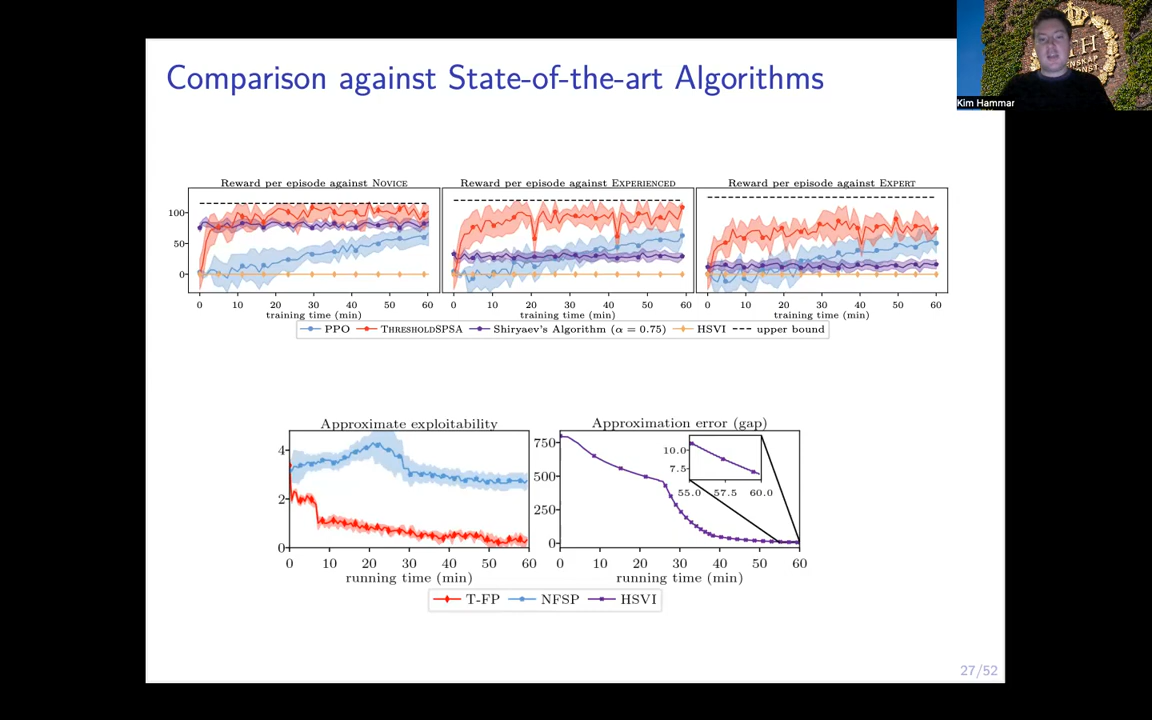 Comparison against State-of-the-art Algorithms
Kim Hammar
Reward per episode against NOVICE
Reward per episode against EXPERIENCED
Reward per episode against EXPERT
100
50
0
0 10 20 30 40 50 60
0 10 20 30 40 50 60
0 10 20 30 40 50 60
training time (min)
training time (min)
training time (min)
PPO THRESHOLDSPSA Shiryaev's Algorithm (α = 0.75) HSVI upper bound
Approximate exploitability
4
2
0
0 10 20 30 40 50 60
running time (min)
Approximation error (gap)
750
500
250
0
10.0
7.5
55.0 57.5 60.0
0 10 20 30 40 50 60
running time (min)
T-FP NFSP HSVI
27/52